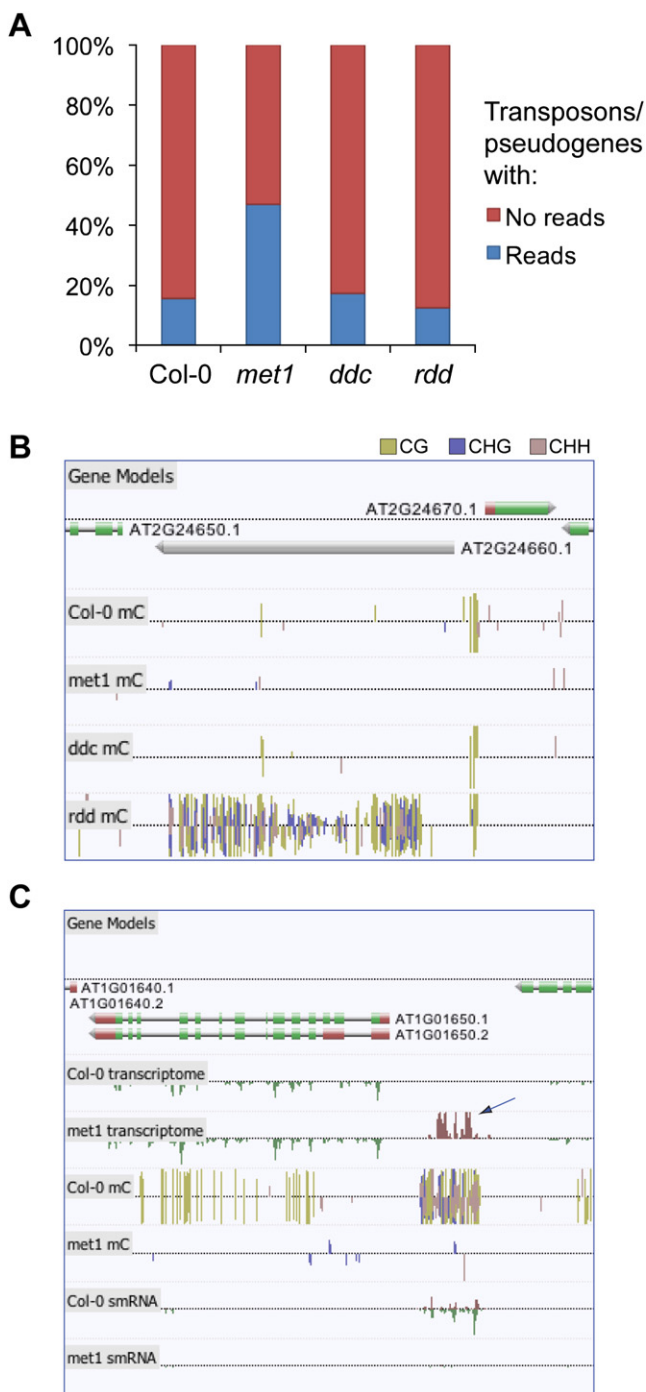 A
100%
80%
60%
40%
20%
0%
Col-0 met1 ddc rdd
Transposons/
pseudogenes
with:
No reads
Reads
B
CG CHG CHH
Gene Models
AT2G24670.1
AT2G24650.1
AT2G24660.1
Col-0 mC
met1 mC
ddc mC
rdd mC
C
Gene Models
AT1G01640.1
AT1G01640.2
AT1G01650.1
AT1G01650.2
Col-0 transcriptome
met1 transcriptome
Col-0 mC
met1 mC
Col-0 smRNA
met1 smRNA